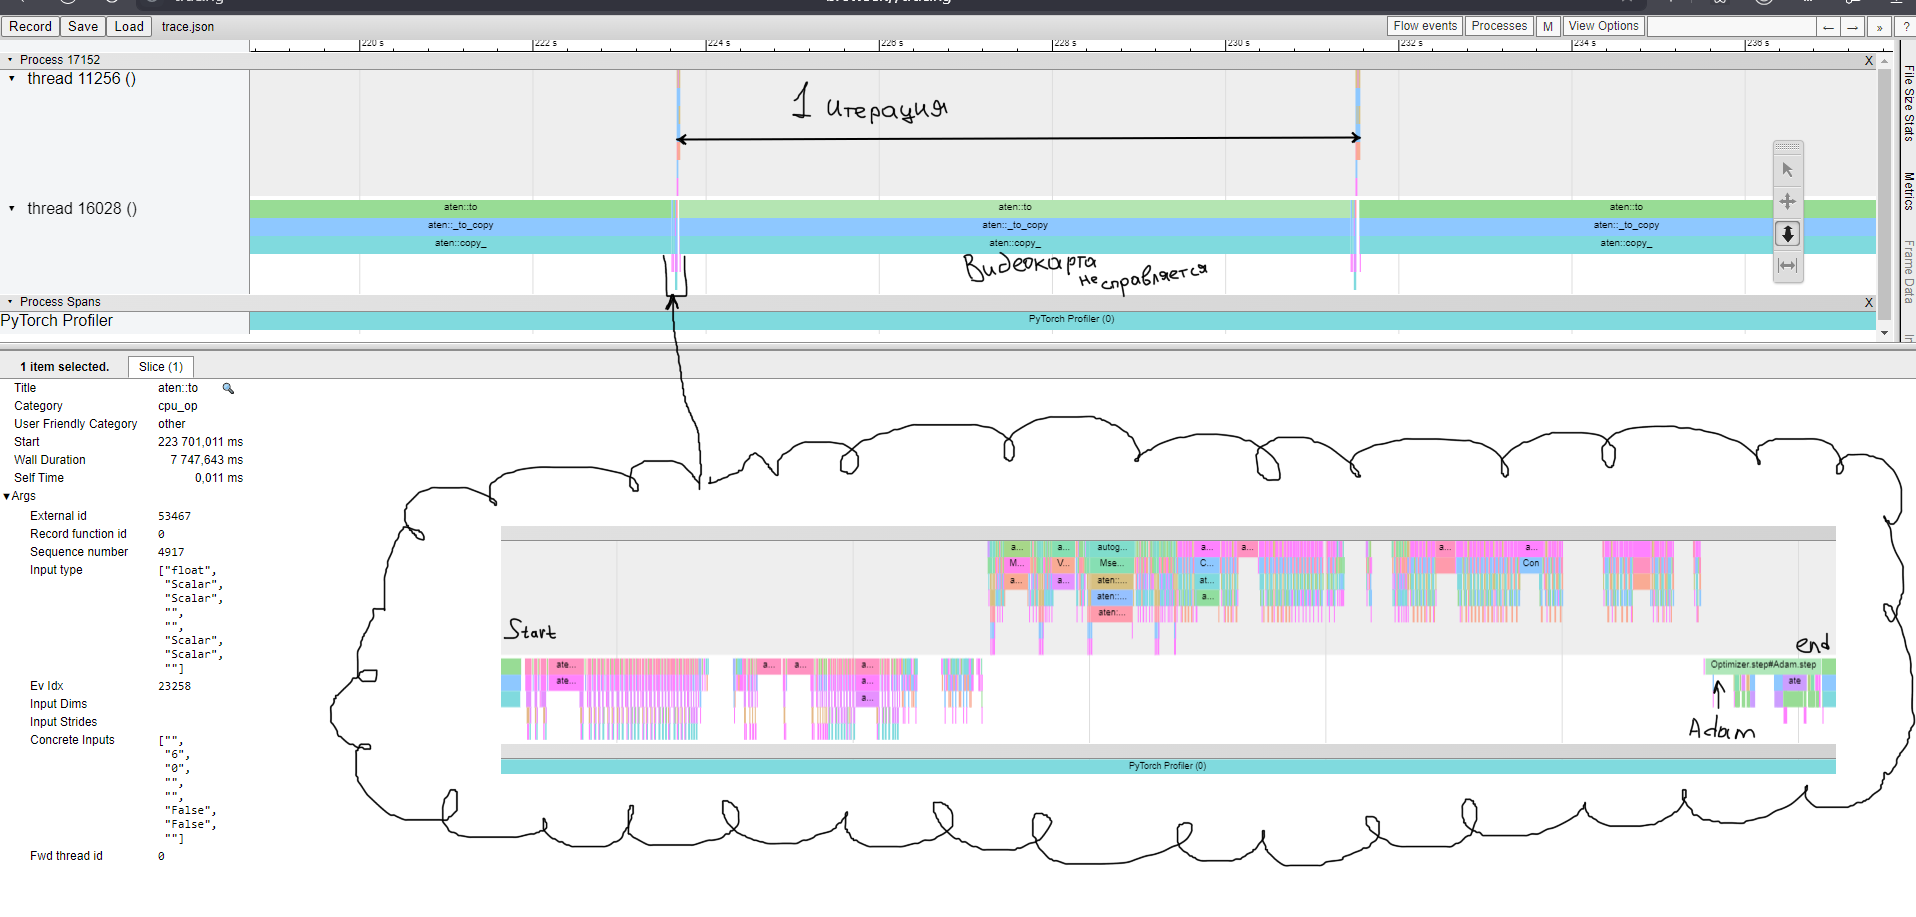 Record Save Load trace.json Flow events Processes M View Options ← → » ?
220 s 222 s 224 s 226 s 228 s 230 s 232 s 234 s 236 s
Process 17152 X
thread 11256 ()
1 итерация
thread 16028 ()
aten::to aten::to aten::to
aten::_to_copy aten::_to_copy aten::_to_copy
aten::copy_ aten::copy_ aten::copy_
Видеокарта
не справляется
Process Spans X
PyTorch Profiler PyTorch Profiler (0)
File Size Stats
Metrics
Frame Data
1 item selected. Slice (1)
Title aten::to
Category cpu_op
User Friendly Category other
Start 223 701,011 ms
Wall Duration 7 747,643 ms
Self Time 0,011 ms
Args
External id 53467
Record function id 0
Sequence number 4917
Input type ["float",
"Scalar",
"Scalar",
"",
"",
"Scalar",
"Scalar",
""]
Ev Idx 23258
Input Dims
Input Strides
Concrete Inputs ["",
"6",
"0",
"",
"",
"False",
"False",
""]
Fwd thread id 0
a... a... autog... a... a... a... a...
M... V... Mse... C... Con
a... a... aten::... at...
aten::... a...
aten:...
Start
end
ate... a... a... a... Optimizer.step#Adam.step
ate... a... ate
a...
Adam
PyTorch Profiler (0)